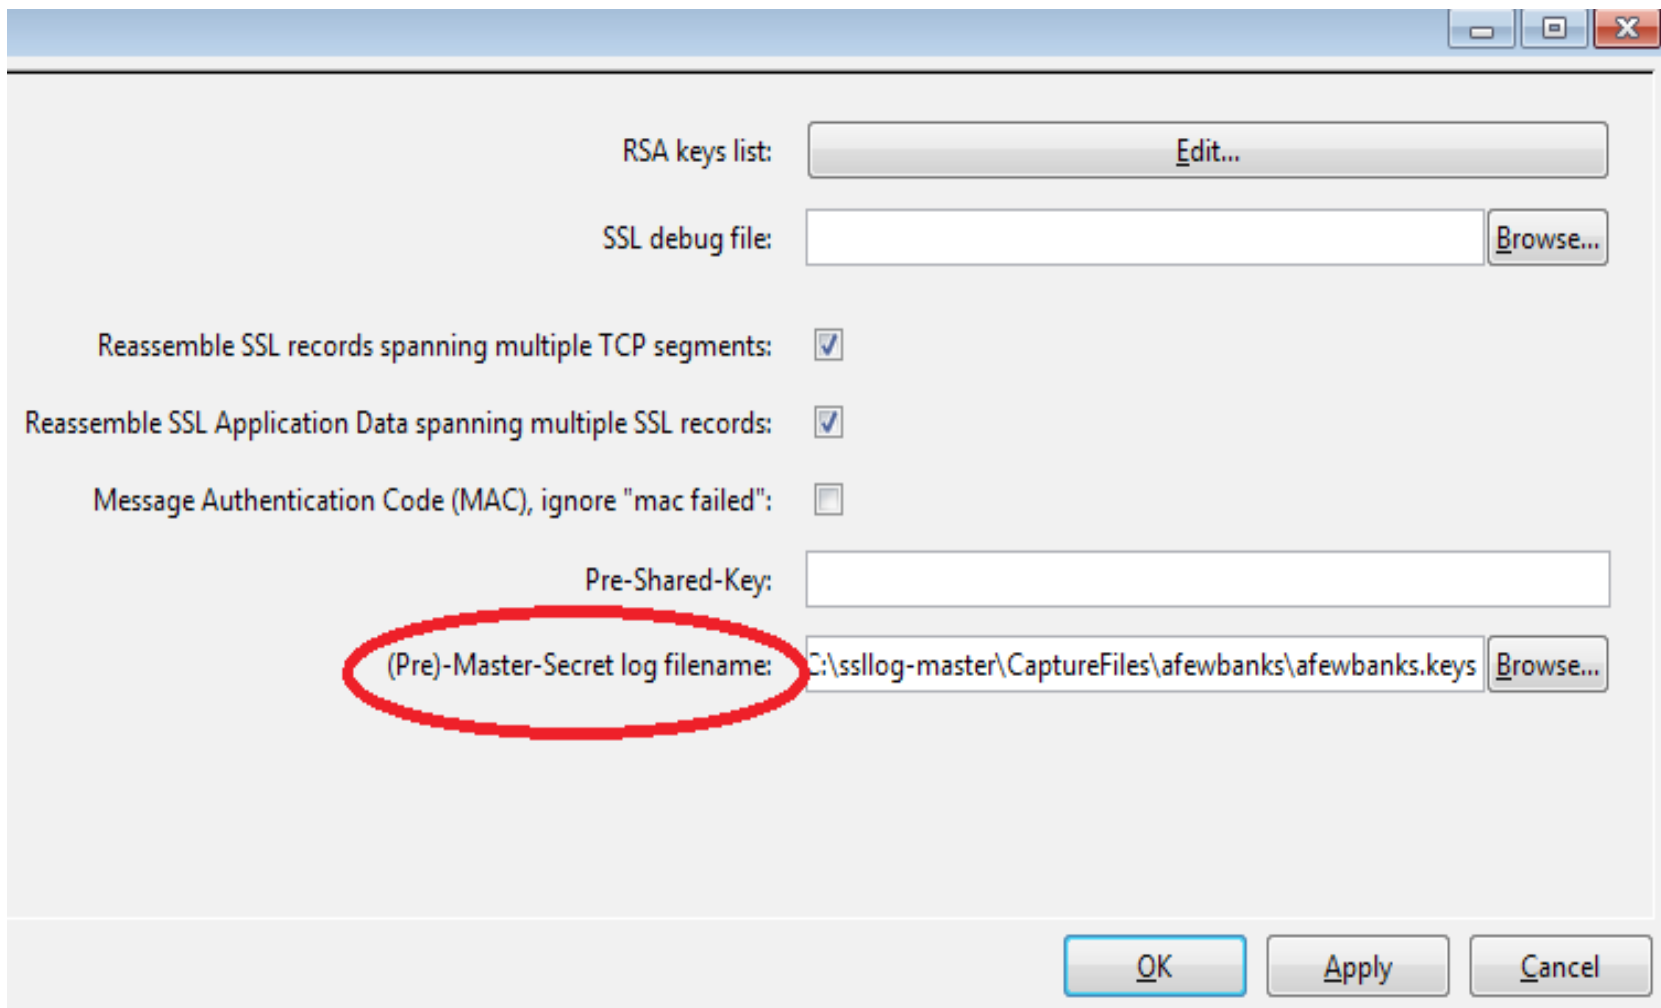 RSA keys list: Edit...
SSL debug file: Browse...
Reassemble SSL records spanning multiple TCP segments:
Reassemble SSL Application Data spanning multiple SSL records:
Message Authentication Code (MAC), ignore "mac failed":
Pre-Shared-Key:
(Pre)-Master-Secret log filename: C:\ssllog-master\CaptureFiles\afewbanks\afewbanks.keys Browse...
OK Apply Cancel